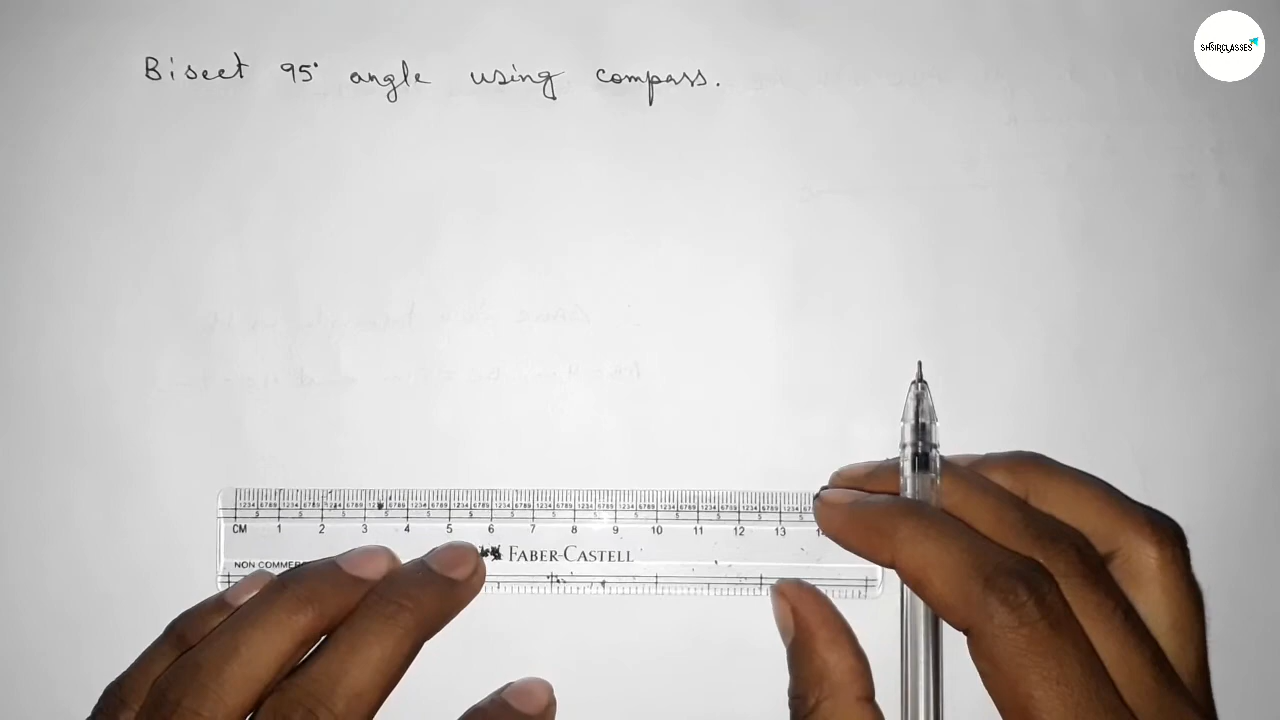 SHSIRCLASSES
Bisect 95° angle using compass.
CM 1 2 3 4 5 6 7 8 9 10 11 12 13
FABER-CASTELL
NON COMMER